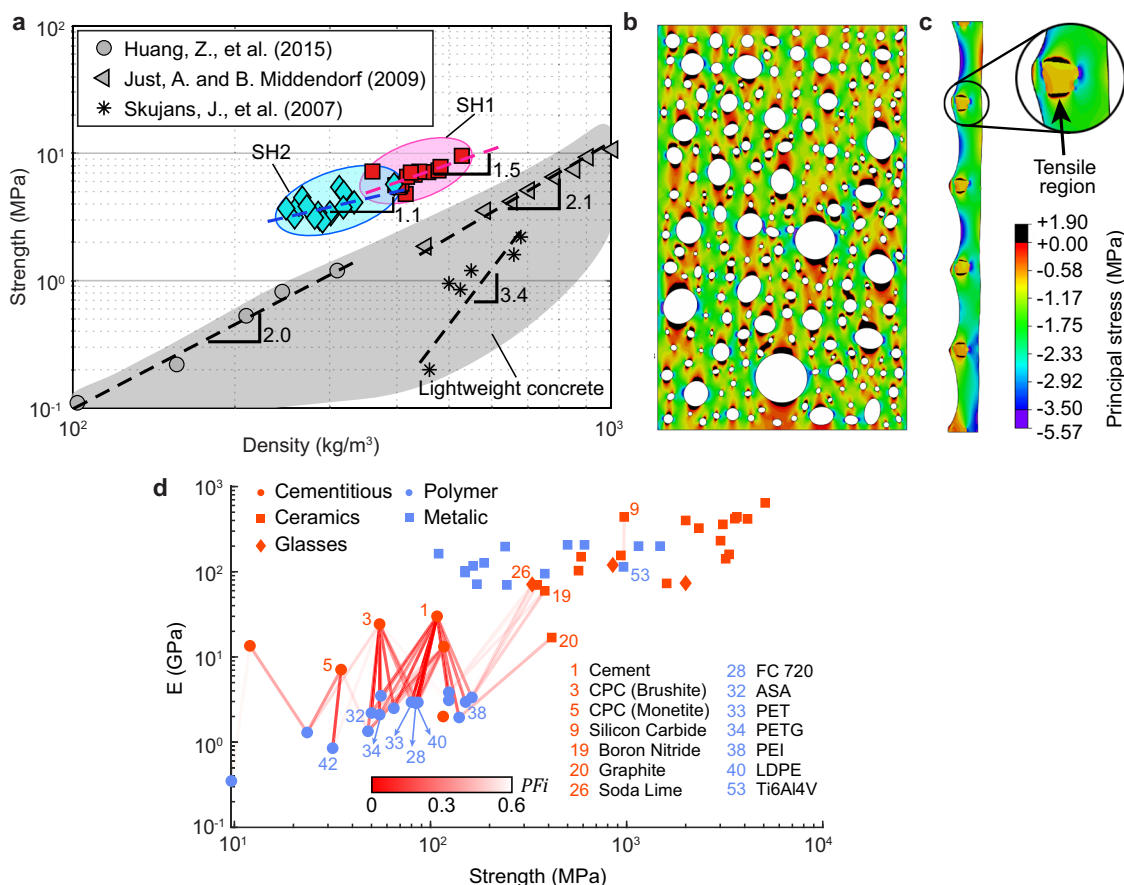 a
Huang, Z., et al. (2015)
Just, A. and B. Middendorf (2009)
Skujans, J., et al. (2007)
SH1
SH2
1.5
1.1
2.1
3.4
2.0
Lightweight concrete
10²
10¹
10⁰
10⁻¹
Strength (MPa)
10²
10³
Density (kg/m³)
b
c
Tensile
region
+1.90
+0.00
-0.58
-1.17
-1.75
-2.33
-2.92
-3.50
-5.57
Principal stress (MPa)
d
Cementitious
Ceramics
Glasses
Polymer
Metalic
10³
10²
10¹
10⁰
10⁻¹
E (GPa)
9
53
26
19
20
1
3
5
32
42
34
33
28
40
38
PFi
0
0.3
0.6
1 Cement
3 CPC (Brushite)
5 CPC (Monetite)
9 Silicon Carbide
19 Boron Nitride
20 Graphite
26 Soda Lime
28 FC 720
32 ASA
33 PET
34 PETG
38 PEI
40 LDPE
53 Ti6Al4V
10¹
10²
10³
10⁴
Strength (MPa)